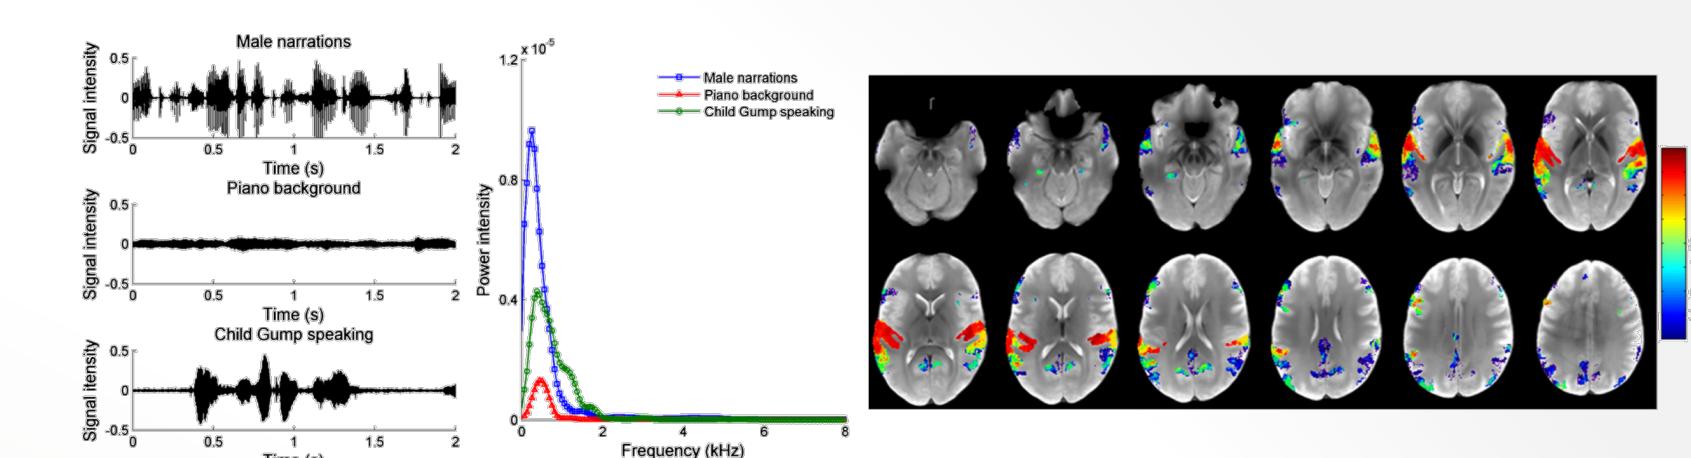 Male narrations
Signal intensity
0.5
0
-0.5
0 0.5 1 1.5 2
Time (s)
Piano background
Signal intensity
0.5
0
-0.5
0 0.5 1 1.5 2
Time (s)
Child Gump speaking
Signal itensity
0.5
0
-0.5
0 0.5 1 1.5 2
x 10-5
1.2
0.8
0.4
0
Power intensity
0 2 4 6 8
Frequency (kHz)
Male narrations
Piano background
Child Gump speaking